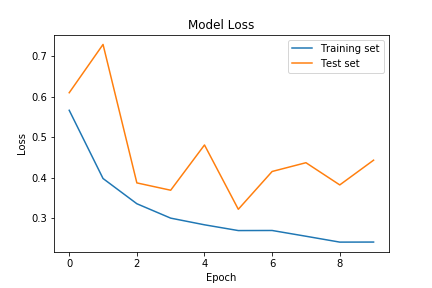 Model Loss
Training set
Test set
Loss
0.7
0.6
0.5
0.4
0.3
0 2 4 6 8
Epoch